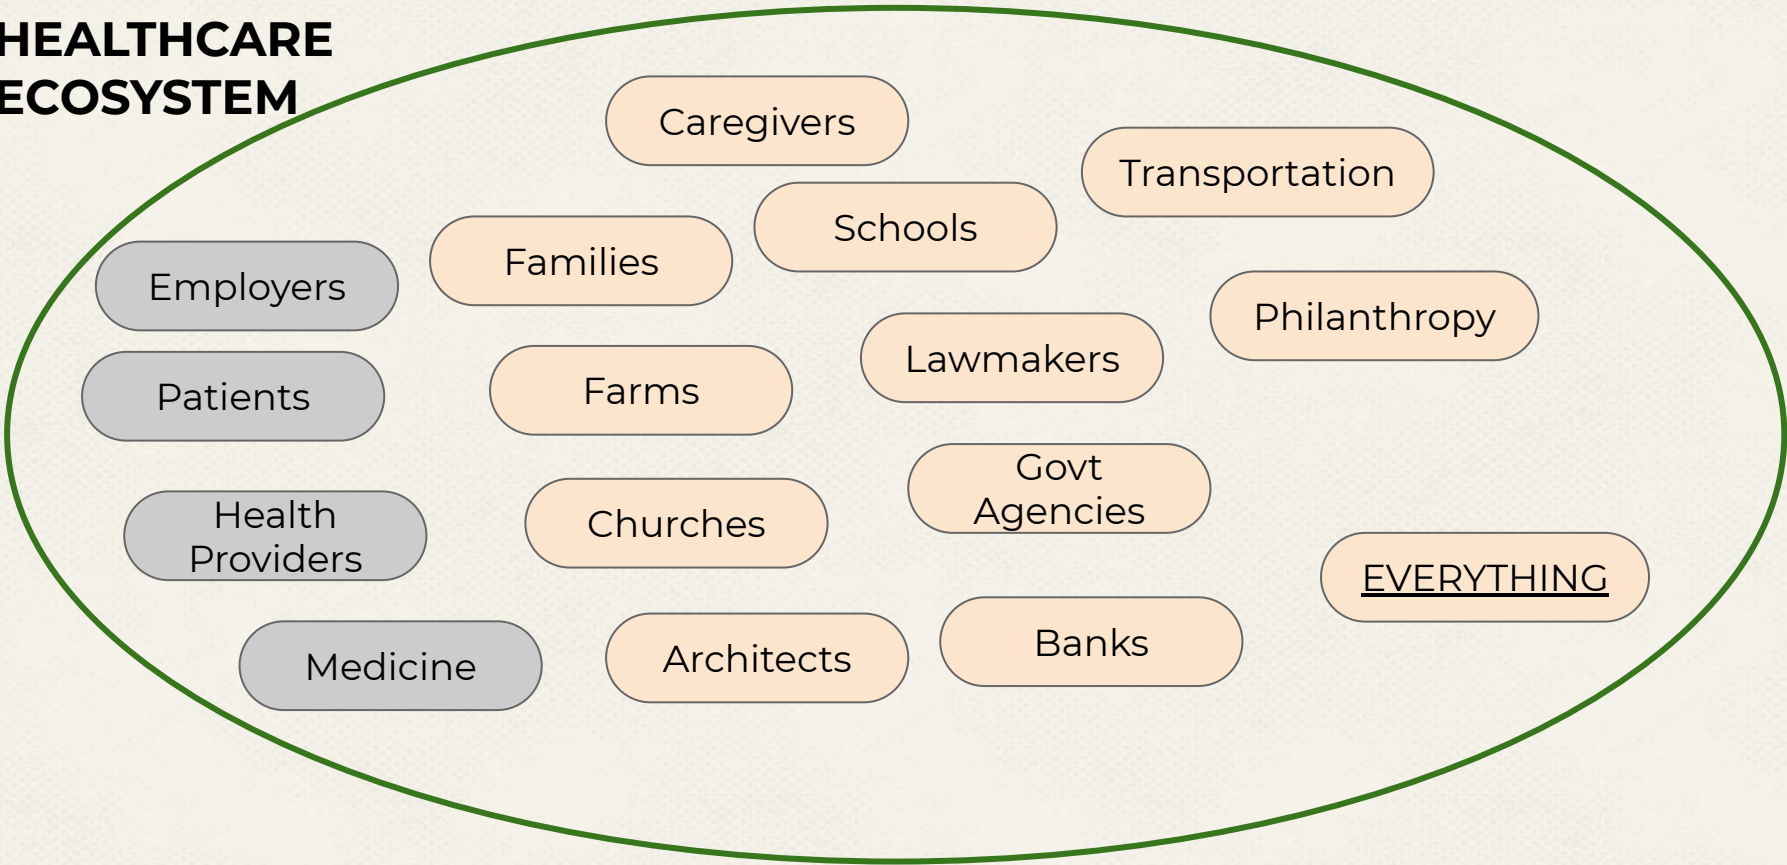 HEALTHCARE
ECOSYSTEM
Caregivers
Transportation
Schools
Families
Employers
Philanthropy
Lawmakers
Patients
Farms
Govt
Agencies
Health
Providers
Churches
EVERYTHING
Banks
Architects
Medicine